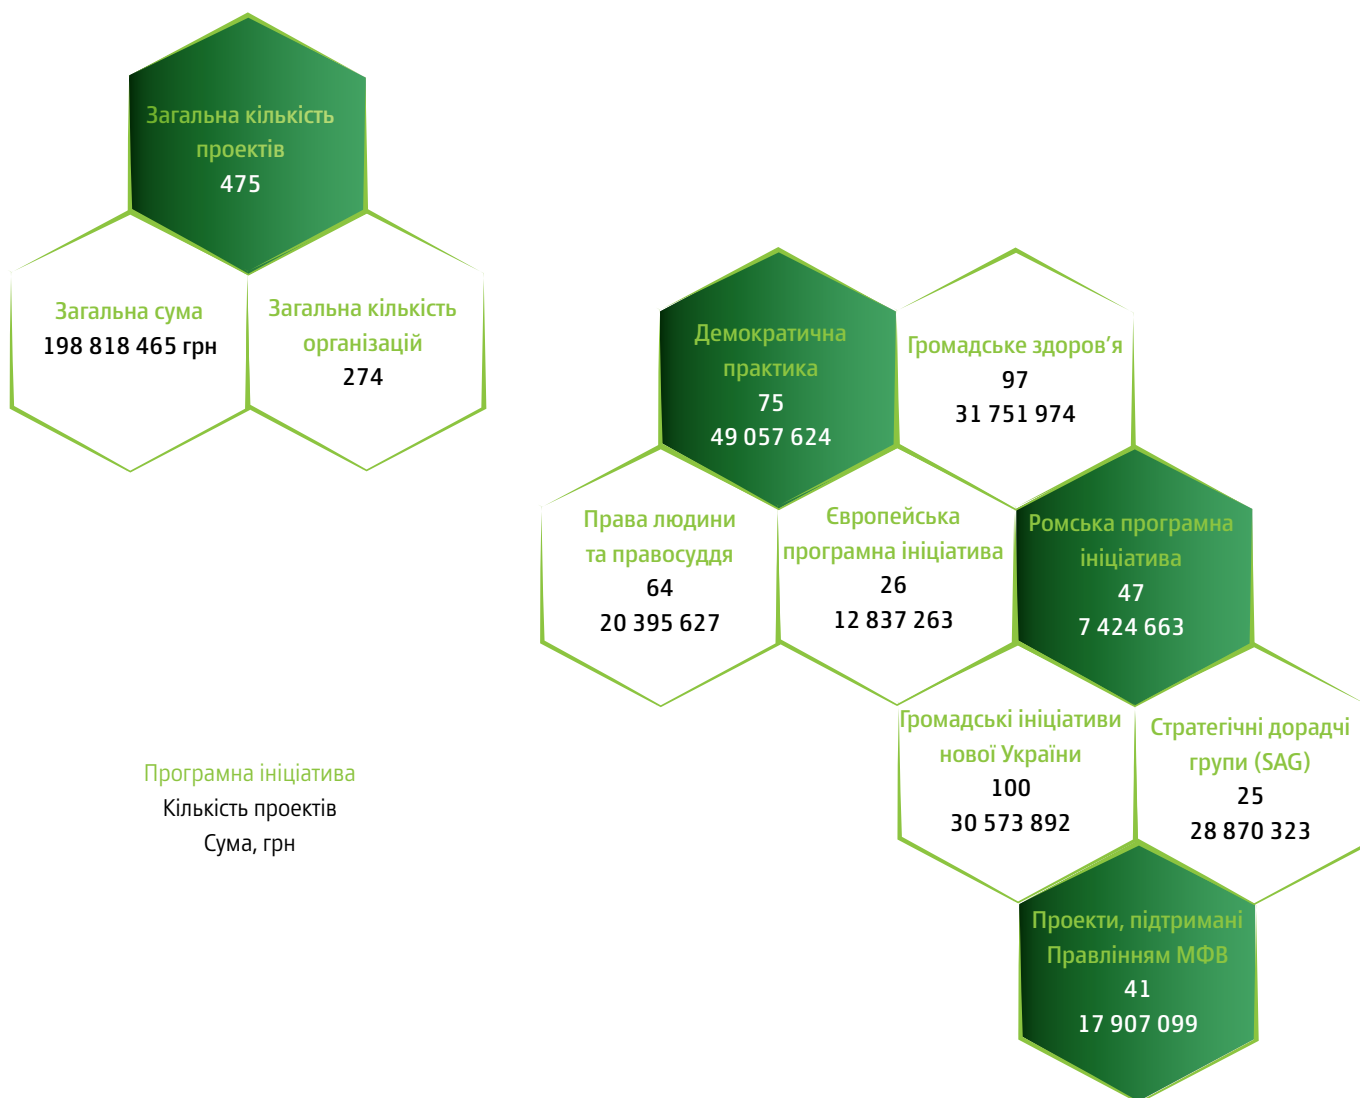 Загальна кількість
проектів
475
Загальна сума
198 818 465 грн
Загальна кількість
організацій
274
Демократична
практика
75
49 057 624
Громадське здоров’я
97
31 751 974
Права людини
та правосуддя
64
20 395 627
Європейська
програмна ініціатива
26
12 837 263
Ромська програмна
ініціатива
47
7 424 663
Громадські ініціативи
нової України
100
30 573 892
Стратегічні дорадчі
групи (SAG)
25
28 870 323
Програмна ініціатива
Кількість проектів
Сума, грн
Проекти, підтримані
Правлінням МФВ
41
17 907 099